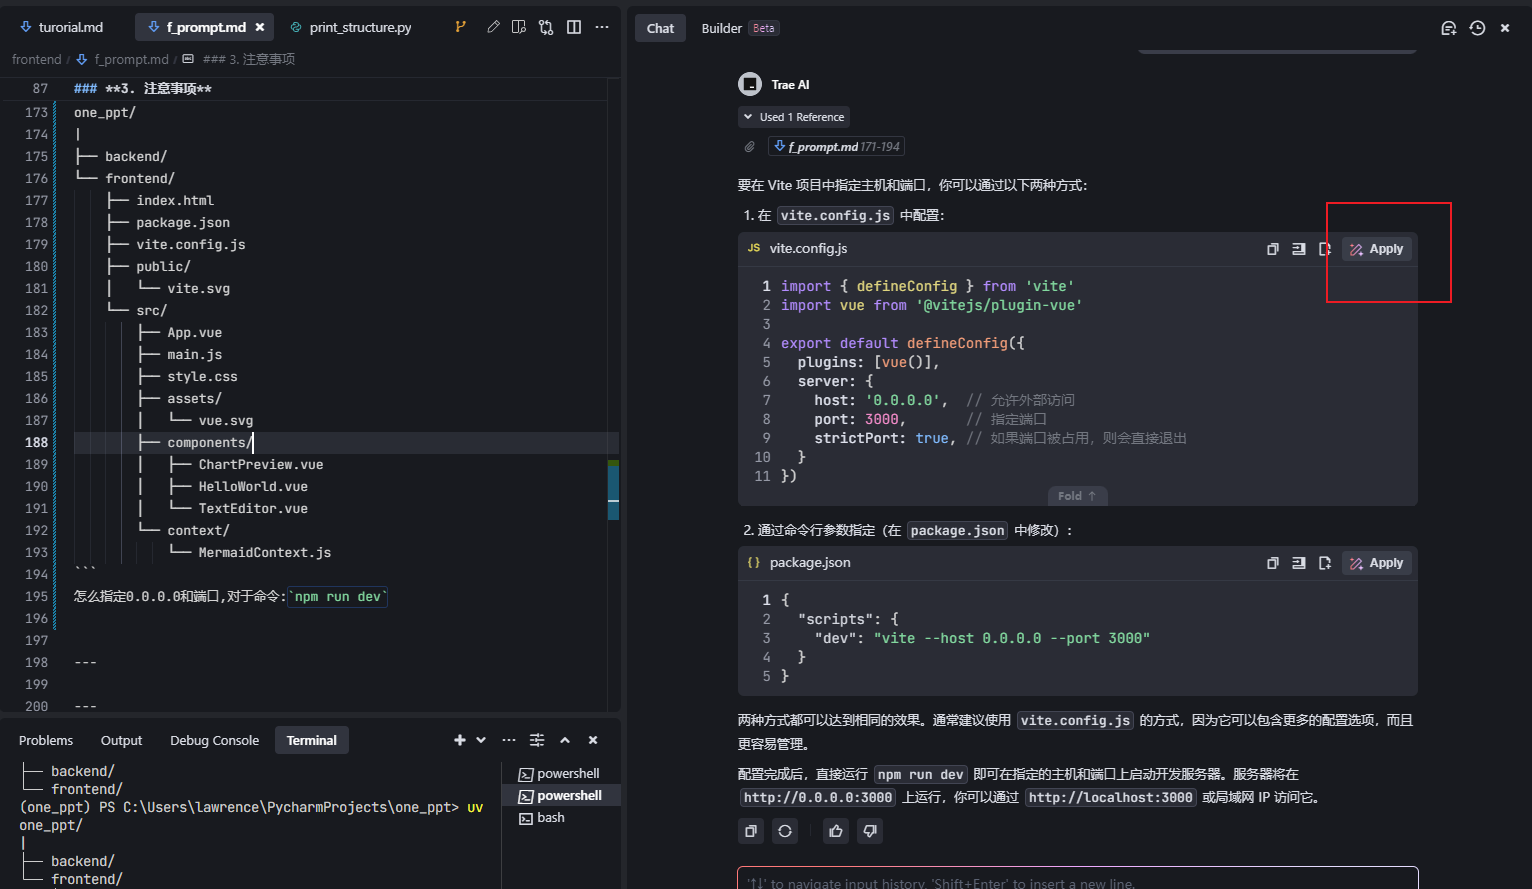 turorial.md
f_prompt.md
print_structure.py
frontend / f_prompt.md / ### 3. 注意事项
87 ### **3. 注意事项**
173 one_ppt/
174 |
175 ├── backend/
176 └── frontend/
177 ├── index.html
178 ├── package.json
179 ├── vite.config.js
180 ├── public/
181 │ └── vite.svg
182 └── src/
183 ├── App.vue
184 ├── main.js
185 ├── style.css
186 ├── assets/
187 │ └── vue.svg
188 ├── components/
189 │ ├── ChartPreview.vue
190 │ ├── HelloWorld.vue
191 │ └── TextEditor.vue
192 └── context/
193 └── MermaidContext.js
194 ```
195 怎么指定0.0.0.0和端口,对于命令:`npm run dev`
196
197
198 ---
199
200 ---
Problems
Output
Debug Console
Terminal
├── backend/
└── frontend/
(one_ppt) PS C:\Users\lawrence\PycharmProjects\one_ppt> uv
one_ppt/
|
├── backend/
└── frontend/
powershell
powershell
bash
Chat
Builder Beta
Trae AI
Used 1 Reference
f_prompt.md 171-194
要在 Vite 项目中指定主机和端口，你可以通过以下两种方式：
1. 在 vite.config.js 中配置：
JS vite.config.js
Apply
1 import { defineConfig } from 'vite'
2 import vue from '@vitejs/plugin-vue'
3
4 export default defineConfig({
5 plugins: [vue()],
6 server: {
7 host: '0.0.0.0', // 允许外部访问
8 port: 3000, // 指定端口
9 strictPort: true, // 如果端口被占用，则会直接退出
10 }
11 })
Fold ↑
2. 通过命令行参数指定（在 package.json 中修改）：
{} package.json
Apply
1 {
2 "scripts": {
3 "dev": "vite --host 0.0.0.0 --port 3000"
4 }
5 }
两种方式都可以达到相同的效果。通常建议使用 vite.config.js 的方式，因为它可以包含更多的配置选项，而且
更容易管理。
配置完成后，直接运行 npm run dev 即可在指定的主机和端口上启动开发服务器。服务器将在
http://0.0.0.0:3000 上运行，你可以通过 http://localhost:3000 或局域网 IP 访问它。
'↑↓' to navigate input history, 'Shift+Enter' to insert a new line.